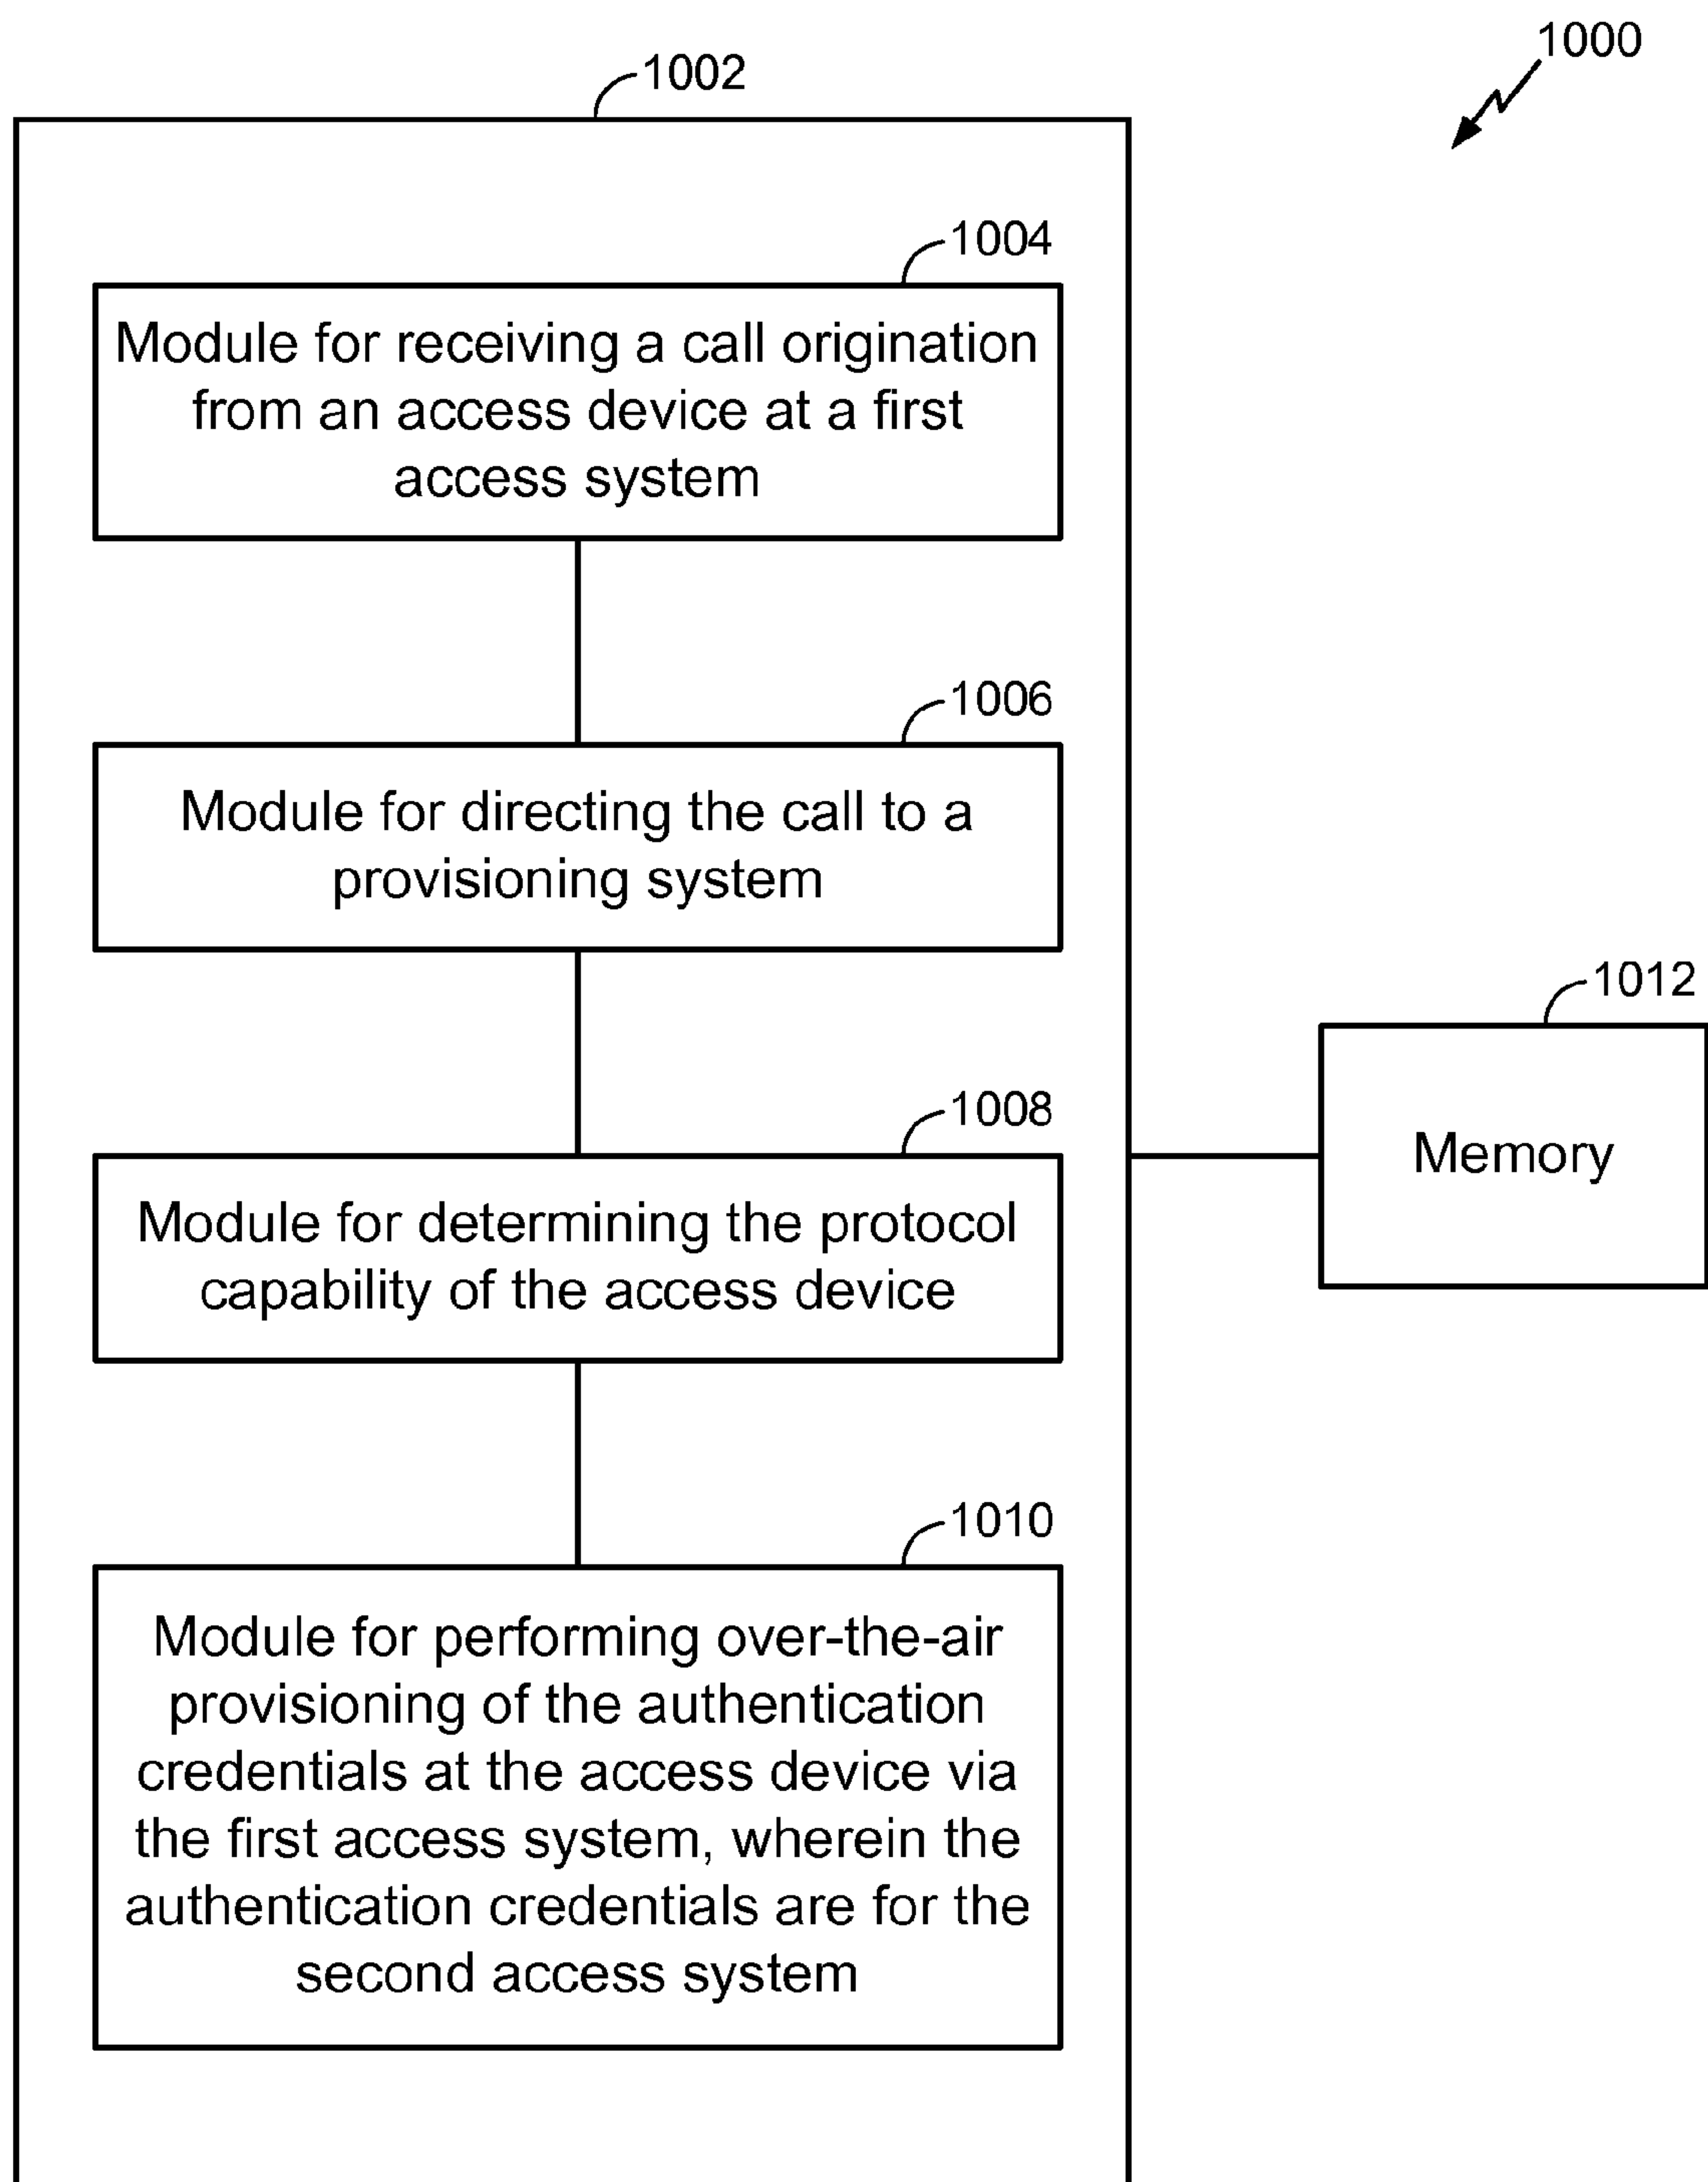 1000
1002
1004
Module for receiving a call origination
from an access device at a first
access system
1006
Module for directing the call to a
provisioning system
1012
Memory
1008
Module for determining the protocol
capability of the access device
1010
Module for performing over-the-air
provisioning of the authentication
credentials at the access device via
the first access system, wherein the
authentication credentials are for the
second access system